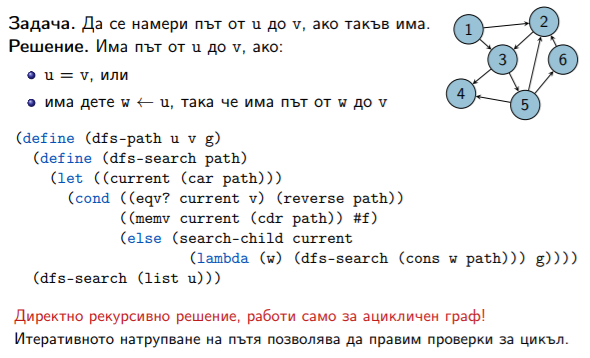 Задача. Да се намери път от u до v, ако такъв има.
Решение. Има път от u до v, ако:
u = v, или
има дете w ← u, така че има път от w до v
1
2
3
4
5
6
(define (dfs-path u v g)
(define (dfs-search path)
(let ((current (car path)))
(cond ((eqv? current v) (reverse path))
((memv current (cdr path)) #f)
(else (search-child current
(lambda (w) (dfs-search (cons w path))) g))))
(dfs-search (list u)))
Директно рекурсивно решение, работи само за ацикличен граф!
Итеративното натрупване на пътя позволява да правим проверки за цикъл.